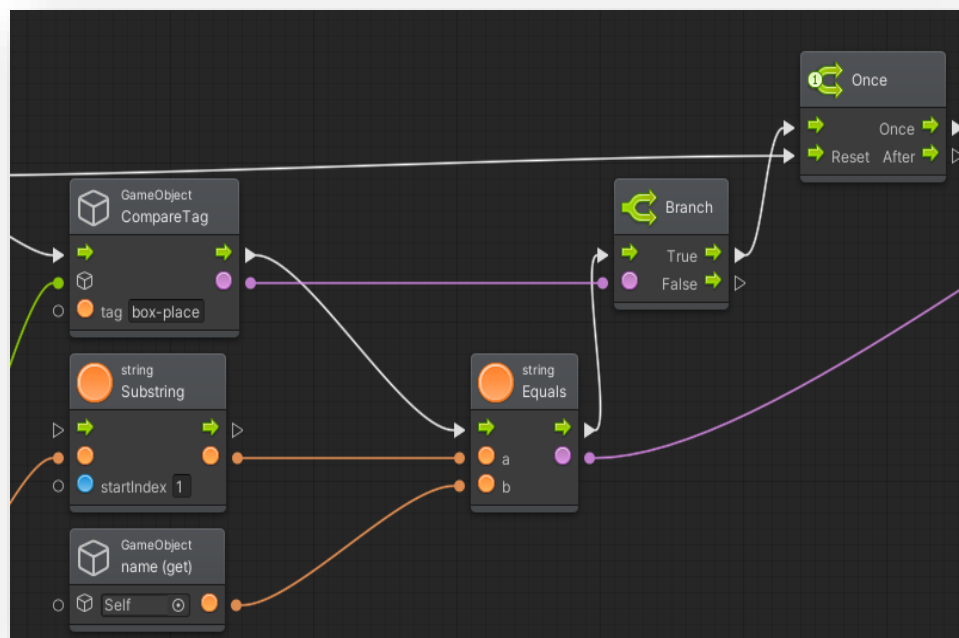 1
Once
Once
Reset After
GameObject
CompareTag
tag box-place
Branch
True
False
string
Substring
startIndex 1
string
Equals
a
b
GameObject
name (get)
Self